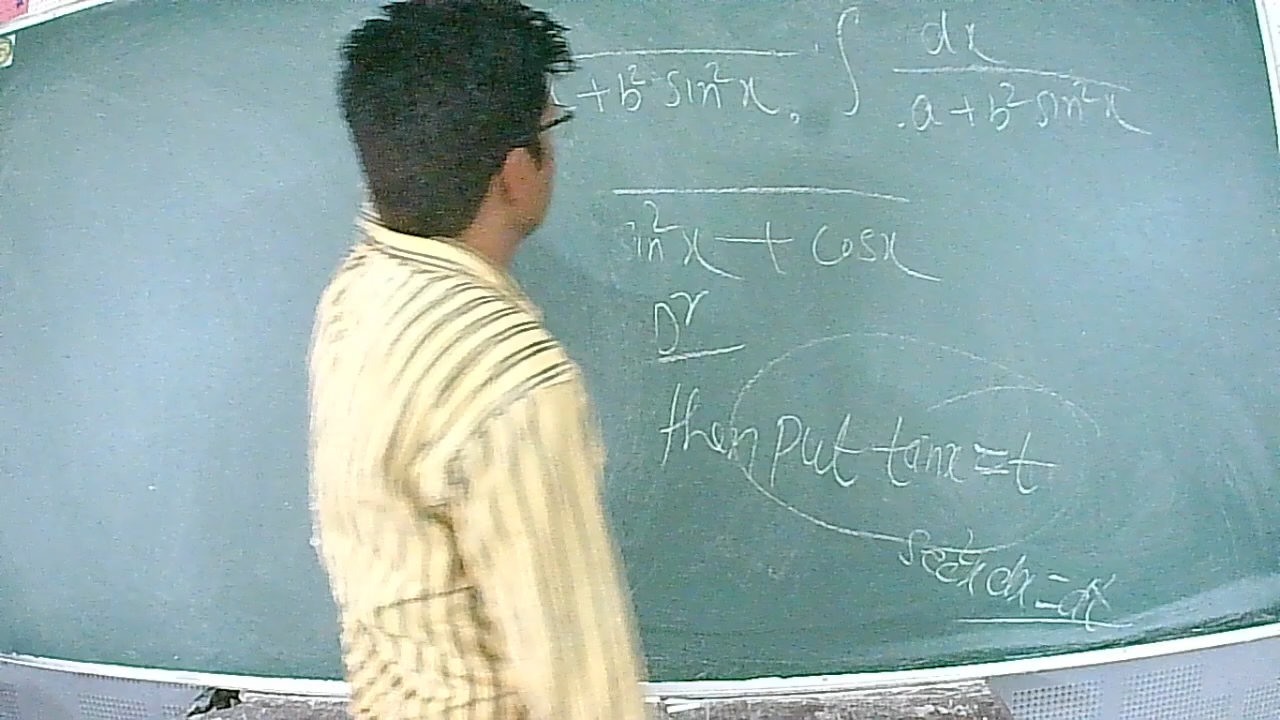 + b² sin²x , ∫ dx / a + b² sin²x
sin²x + cosx
Dʳ
then put tanx = t
sec²x dx = dt